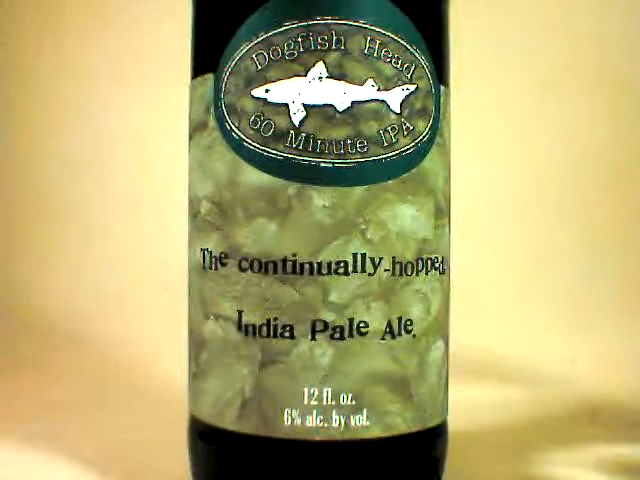 Dogfish Head
60 Minute IPA
The continually-hopped
India Pale Ale.
12 fl. oz.
6% alc. by vol.